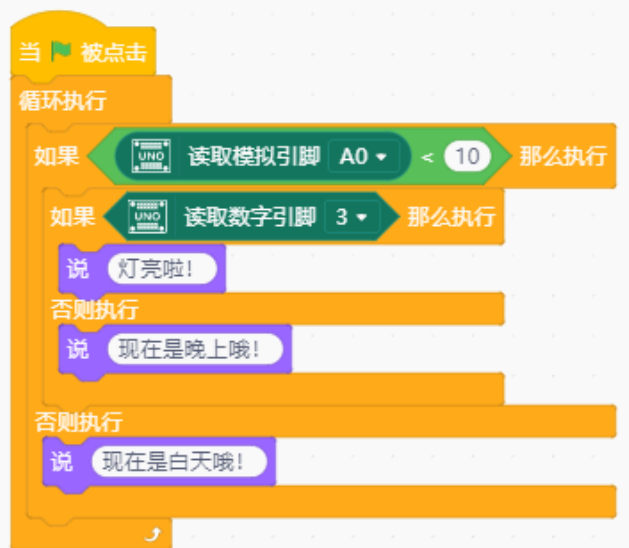 当 被点击
循环执行
如果 UNO 读取模拟引脚 A0 < 10 那么执行
如果 UNO 读取数字引脚 3 那么执行
说 灯亮啦！
否则执行
说 现在是晚上哦！
否则执行
说 现在是白天哦！